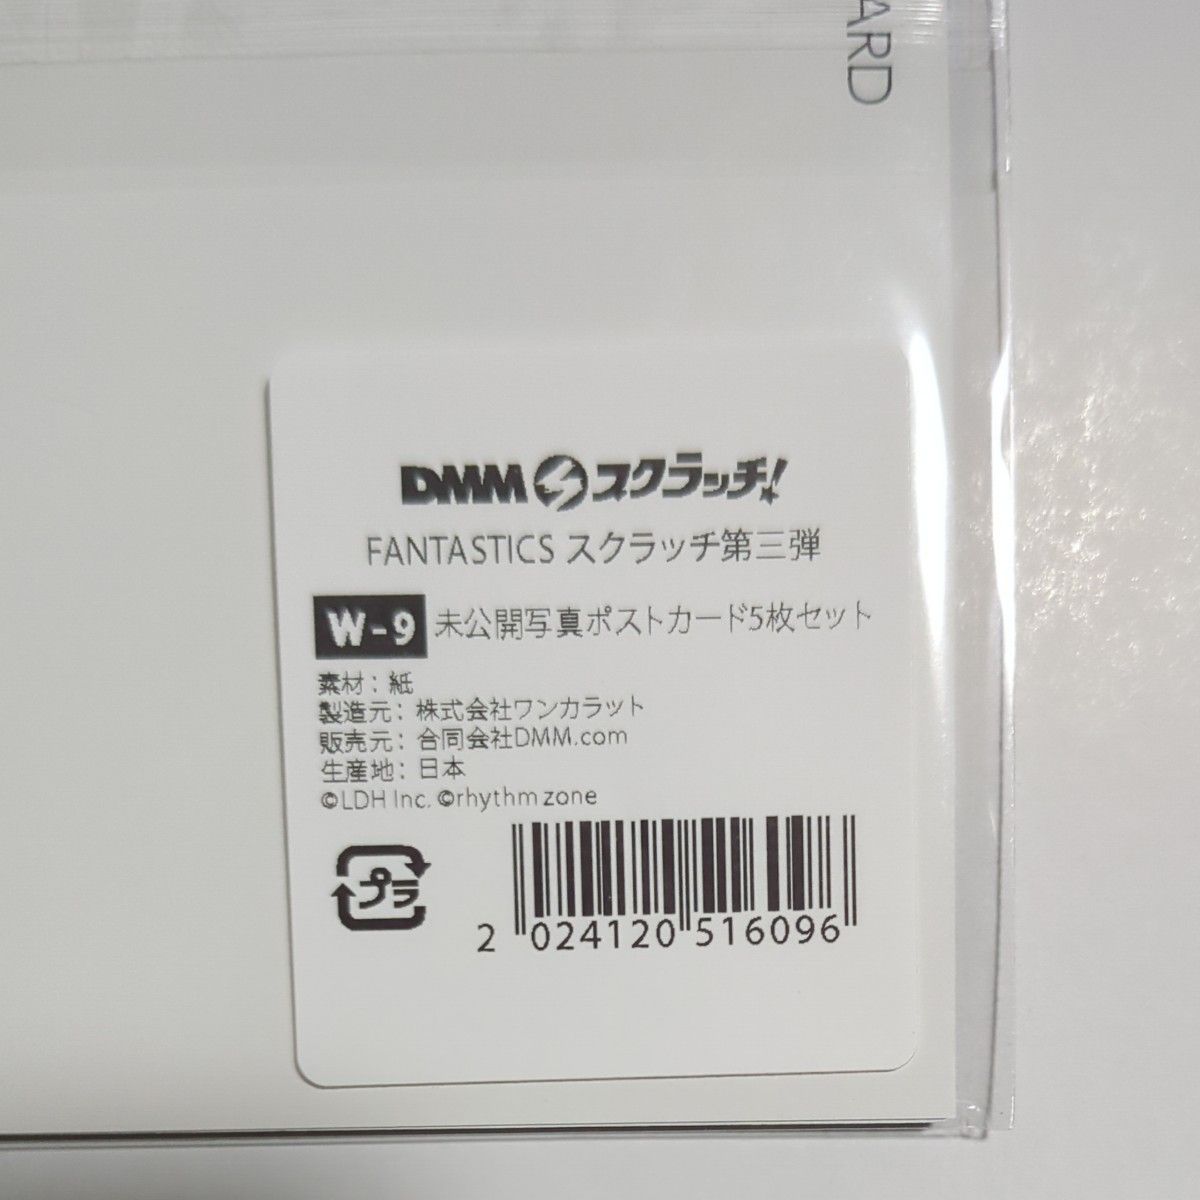 ARD
DMMスクラッチ!
FANTASTICS スクラッチ第三弾
W-9 未公開写真ポストカード5枚セット
素材：紙
製造元：株式会社ワンカラット
販売元：合同会社DMM.com
生産地：日本
©LDH Inc. ©rhythm zone
プラ
2 024120 516096